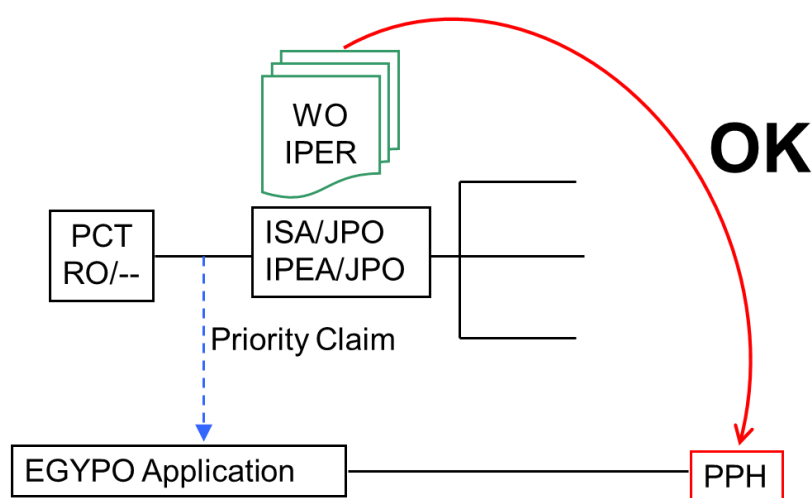 WO
IPER
OK
PCT
RO/--
ISA/JPO
IPEA/JPO
Priority Claim
EGYPO Application
PPH